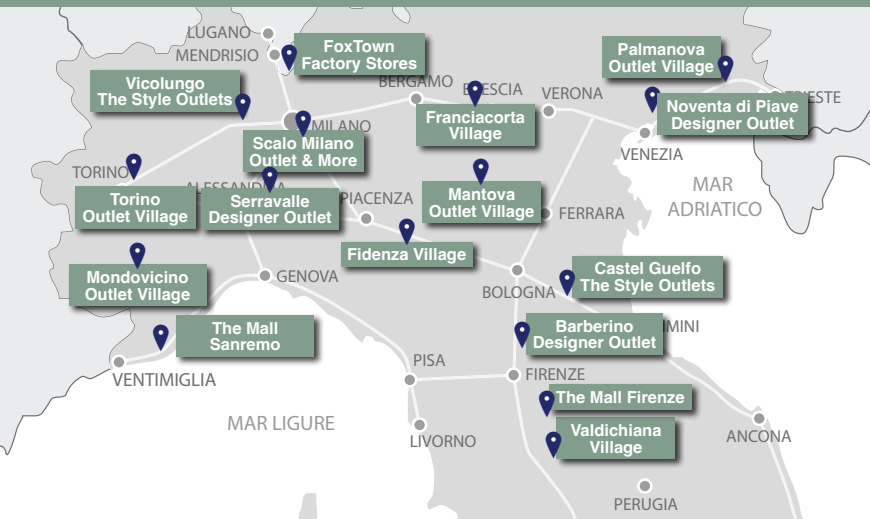 LUGANO
MENDRISIO
FoxTown
Factory Stores
Palmanova
Outlet Village
Vicolungo
The Style Outlets
BERGAMO
BRESCIA
VERONA
TRIESTE
Noventa di Piave
Designer Outlet
Franciacorta
Village
MILANO
Scalo Milano
Outlet & More
VENEZIA
TORINO
ALESSANDRIA
MAR
ADRIATICO
Torino
Outlet Village
Serravalle
Designer Outlet
PIACENZA
Mantova
Outlet Village
FERRARA
Fidenza Village
Mondovicino
Outlet Village
GENOVA
BOLOGNA
Castel Guelfo
The Style Outlets
The Mall
Sanremo
Barberino
Designer Outlet
IMINI
PISA
FIRENZE
VENTIMIGLIA
The Mall Firenze
MAR LIGURE
LIVORNO
Valdichiana
Village
ANCONA
PERUGIA